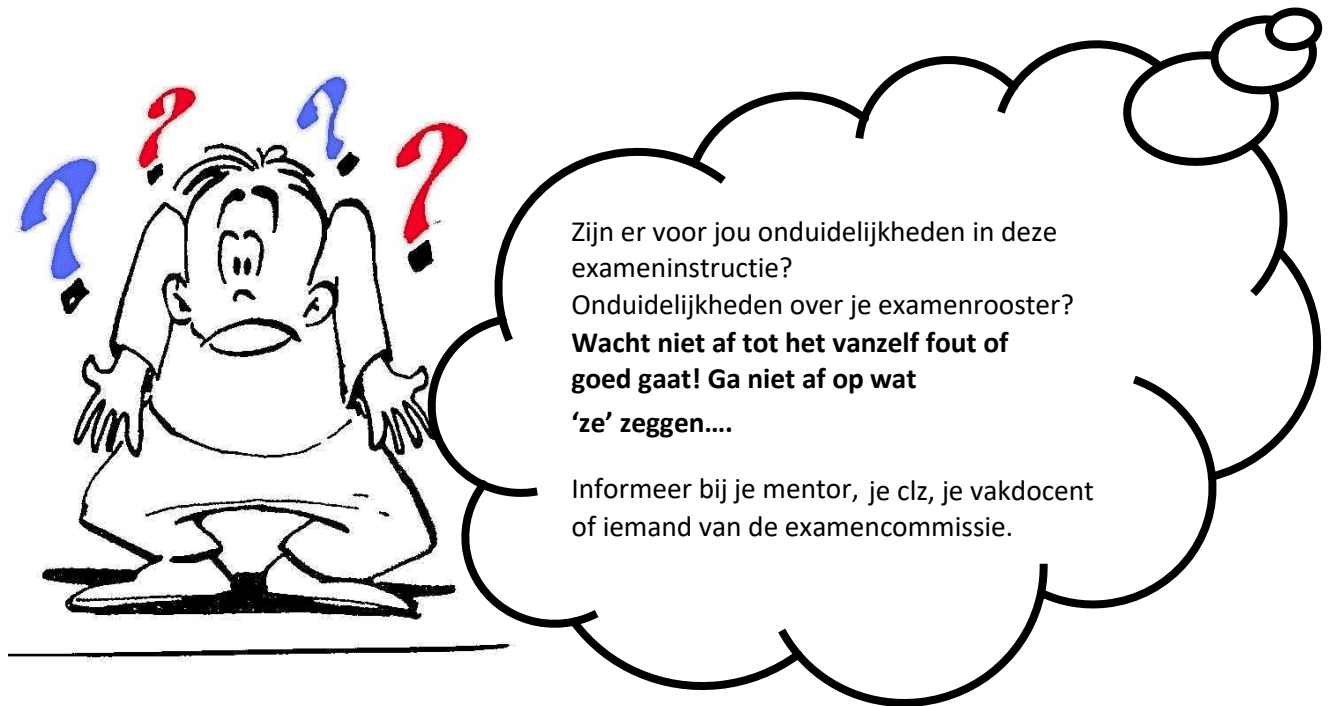 ? ? ? ?
Zijn er voor jou onduidelijkheden in deze
exameninstructie?
Onduidelijkheden over je examenrooster?
Wacht niet af tot het vanzelf fout of
goed gaat! Ga niet af op wat
‘ze’ zeggen….
Informeer bij je mentor, je clz, je vakdocent
of iemand van de examencommissie.